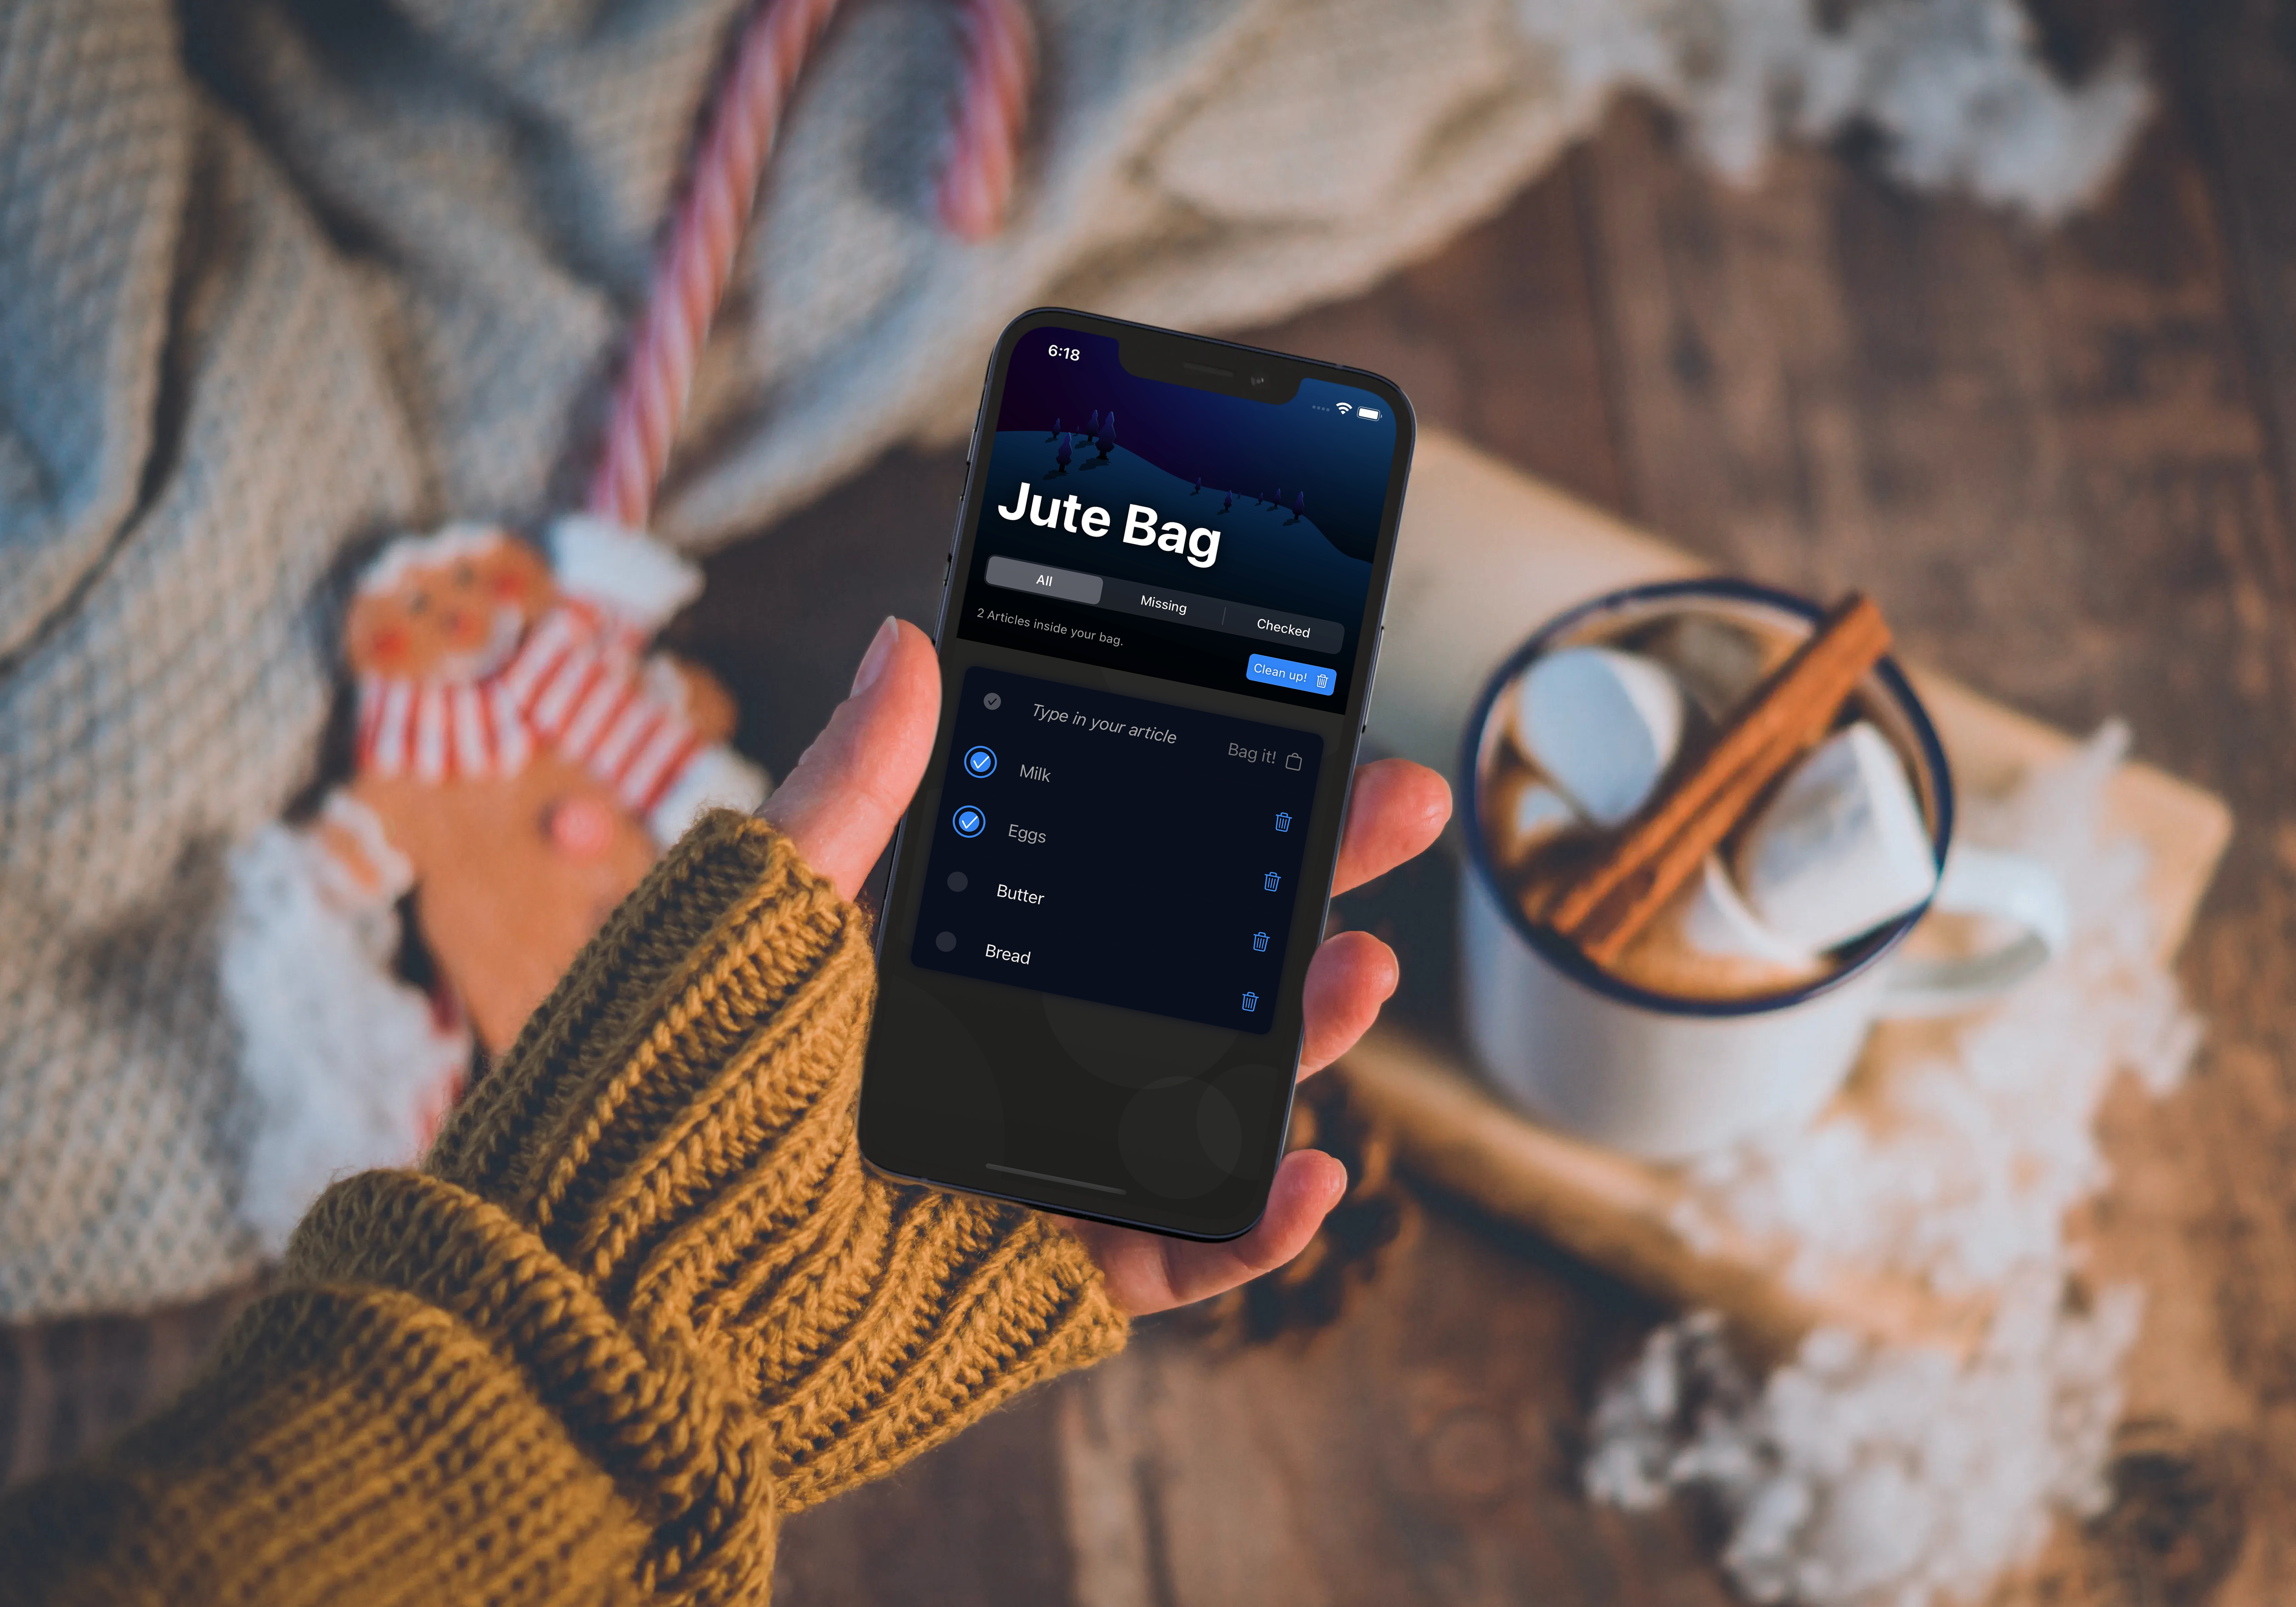 6:18
Jute Bag
All
Missing
Checked
2 Articles inside your bag.
Clean up!
Type in your article
Bag it!
Milk
Eggs
Butter
Bread